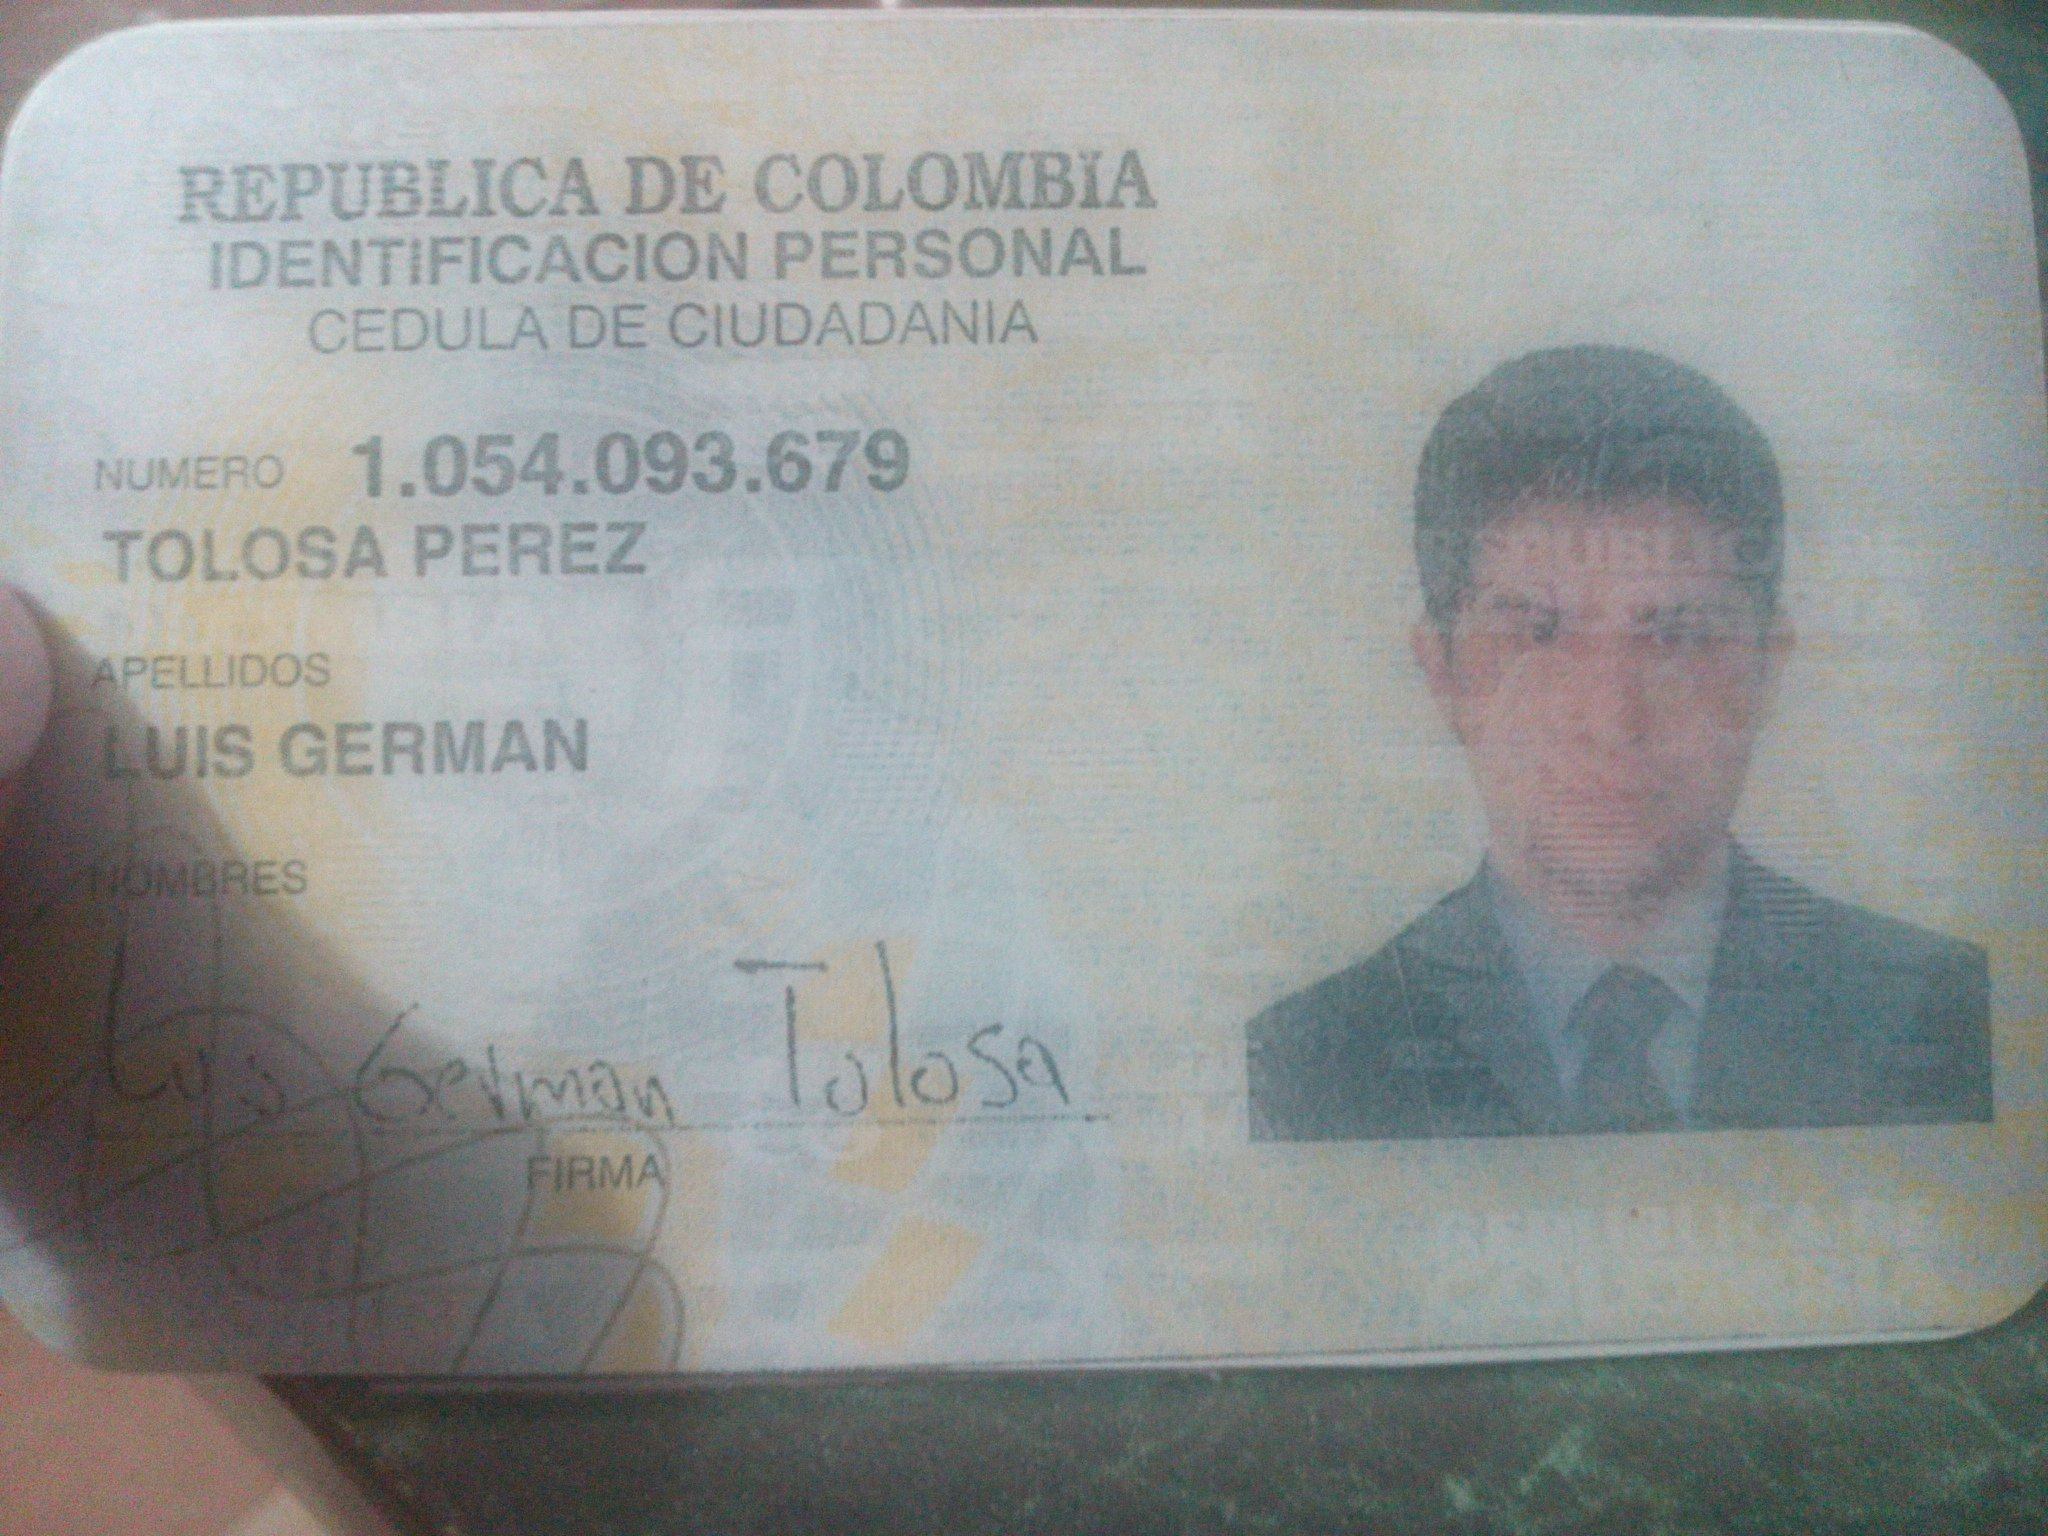 REPUBLICA DE COLOMBIA
IDENTIFICACION PERSONAL
CEDULA DE CIUDADANIA
NUMERO 1.054.093.679
TOLOSA PEREZ
APELLIDOS
LUIS GERMAN
NOMBRES
Luis German Tolosa
FIRMA